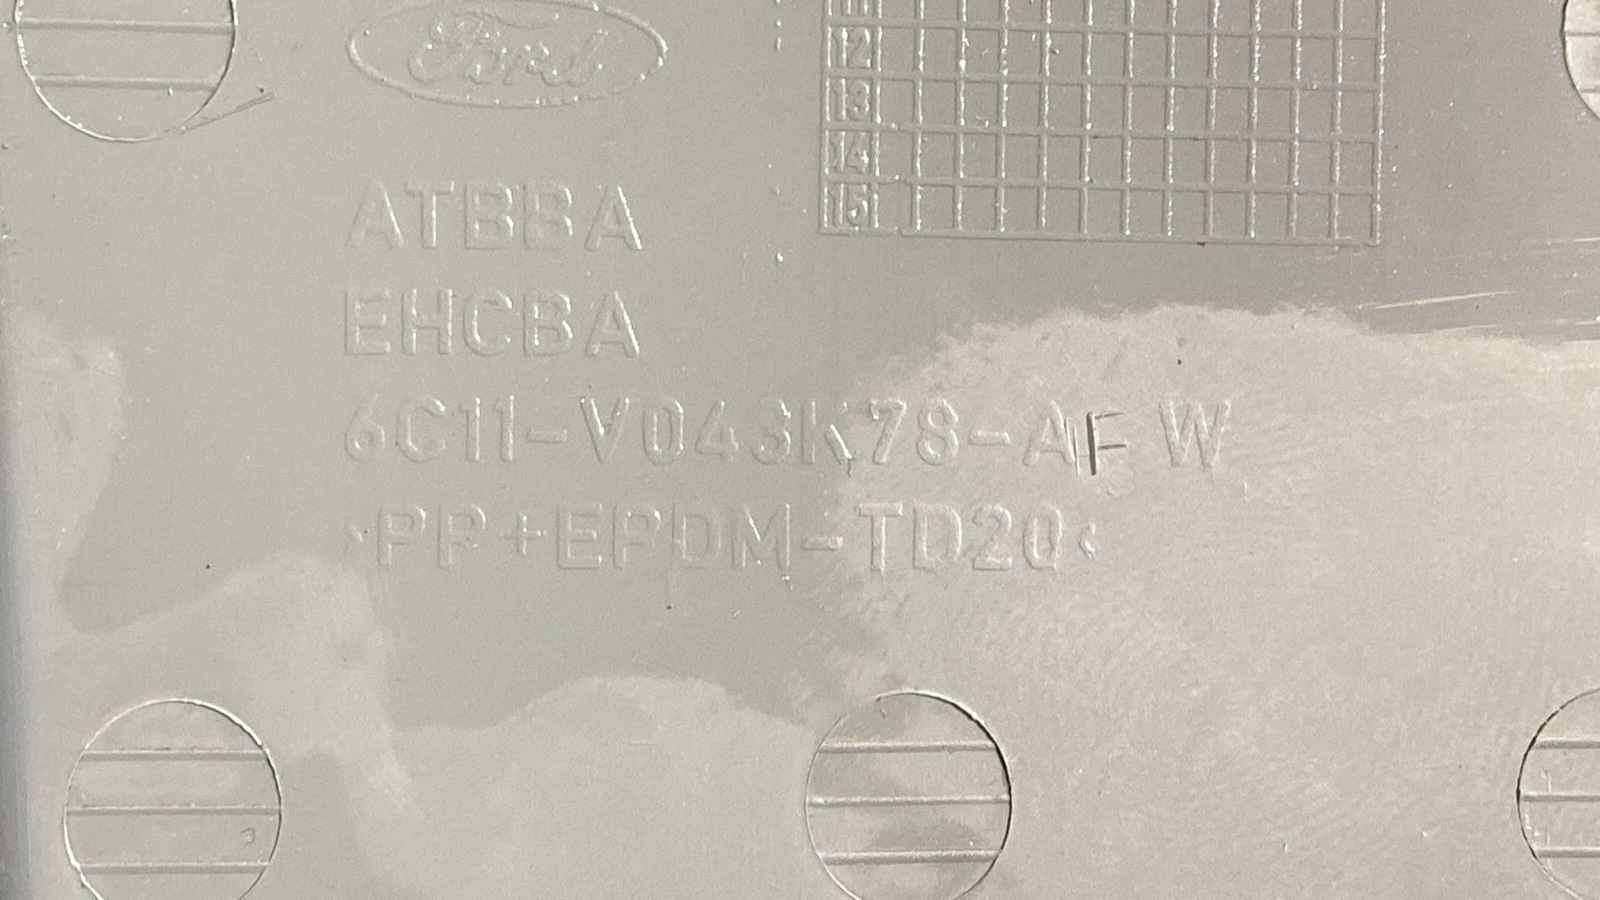 Ford
12
13
14
15
ATBBA
EHCBA
6C11-V043K78-AF W
>PP+EPDM-TD20<